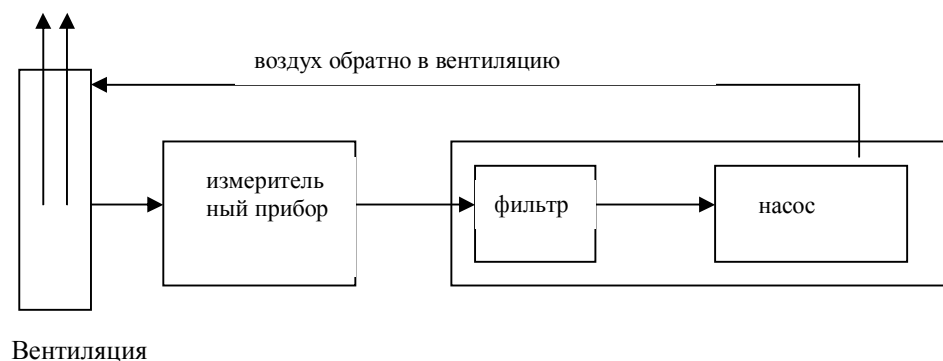 воздух обратно в вентиляцию
измеритель
ный прибор
фильтр
насос
Вентиляция